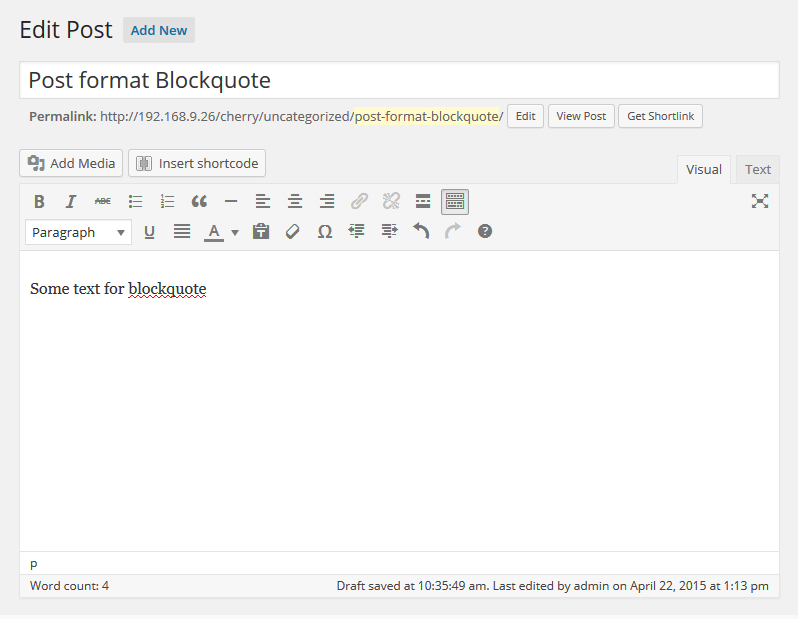 Edit Post Add New
Post format Blockquote
Permalink: http://192.168.9.26/cherry/uncategorized/post-format-blockquote/ Edit View Post Get Shortlink
Add Media Insert shortcode Visual Text
B I ABC
Paragraph U A T Ω ?
Some text for blockquote
p
Word count: 4 Draft saved at 10:35:49 am. Last edited by admin on April 22, 2015 at 1:13 pm